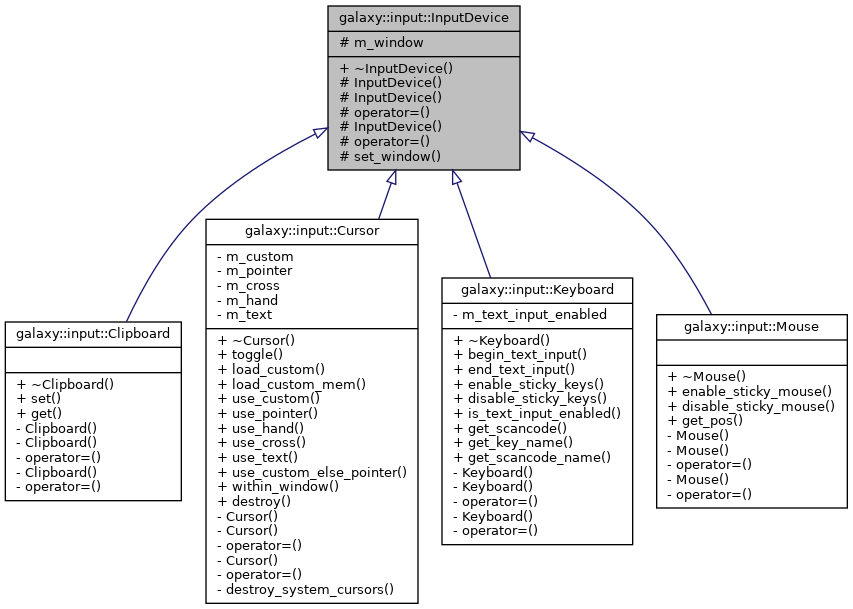 galaxy::input::InputDevice
# m_window
+ ~InputDevice()
# InputDevice()
# InputDevice()
# operator=()
# InputDevice()
# operator=()
# set_window()
galaxy::input::Clipboard
+ ~Clipboard()
+ set()
+ get()
- Clipboard()
- Clipboard()
- operator=()
- Clipboard()
- operator=()
galaxy::input::Cursor
- m_custom
- m_pointer
- m_cross
- m_hand
- m_text
+ ~Cursor()
+ toggle()
+ load_custom()
+ load_custom_mem()
+ use_custom()
+ use_pointer()
+ use_hand()
+ use_cross()
+ use_text()
+ use_custom_else_pointer()
+ within_window()
+ destroy()
- Cursor()
- Cursor()
- operator=()
- Cursor()
- operator=()
- destroy_system_cursors()
galaxy::input::Keyboard
- m_text_input_enabled
+ ~Keyboard()
+ begin_text_input()
+ end_text_input()
+ enable_sticky_keys()
+ disable_sticky_keys()
+ is_text_input_enabled()
+ get_scancode()
+ get_key_name()
+ get_scancode_name()
- Keyboard()
- Keyboard()
- operator=()
- Keyboard()
- operator=()
galaxy::input::Mouse
+ ~Mouse()
+ enable_sticky_mouse()
+ disable_sticky_mouse()
+ get_pos()
- Mouse()
- Mouse()
- operator=()
- Mouse()
- operator=()